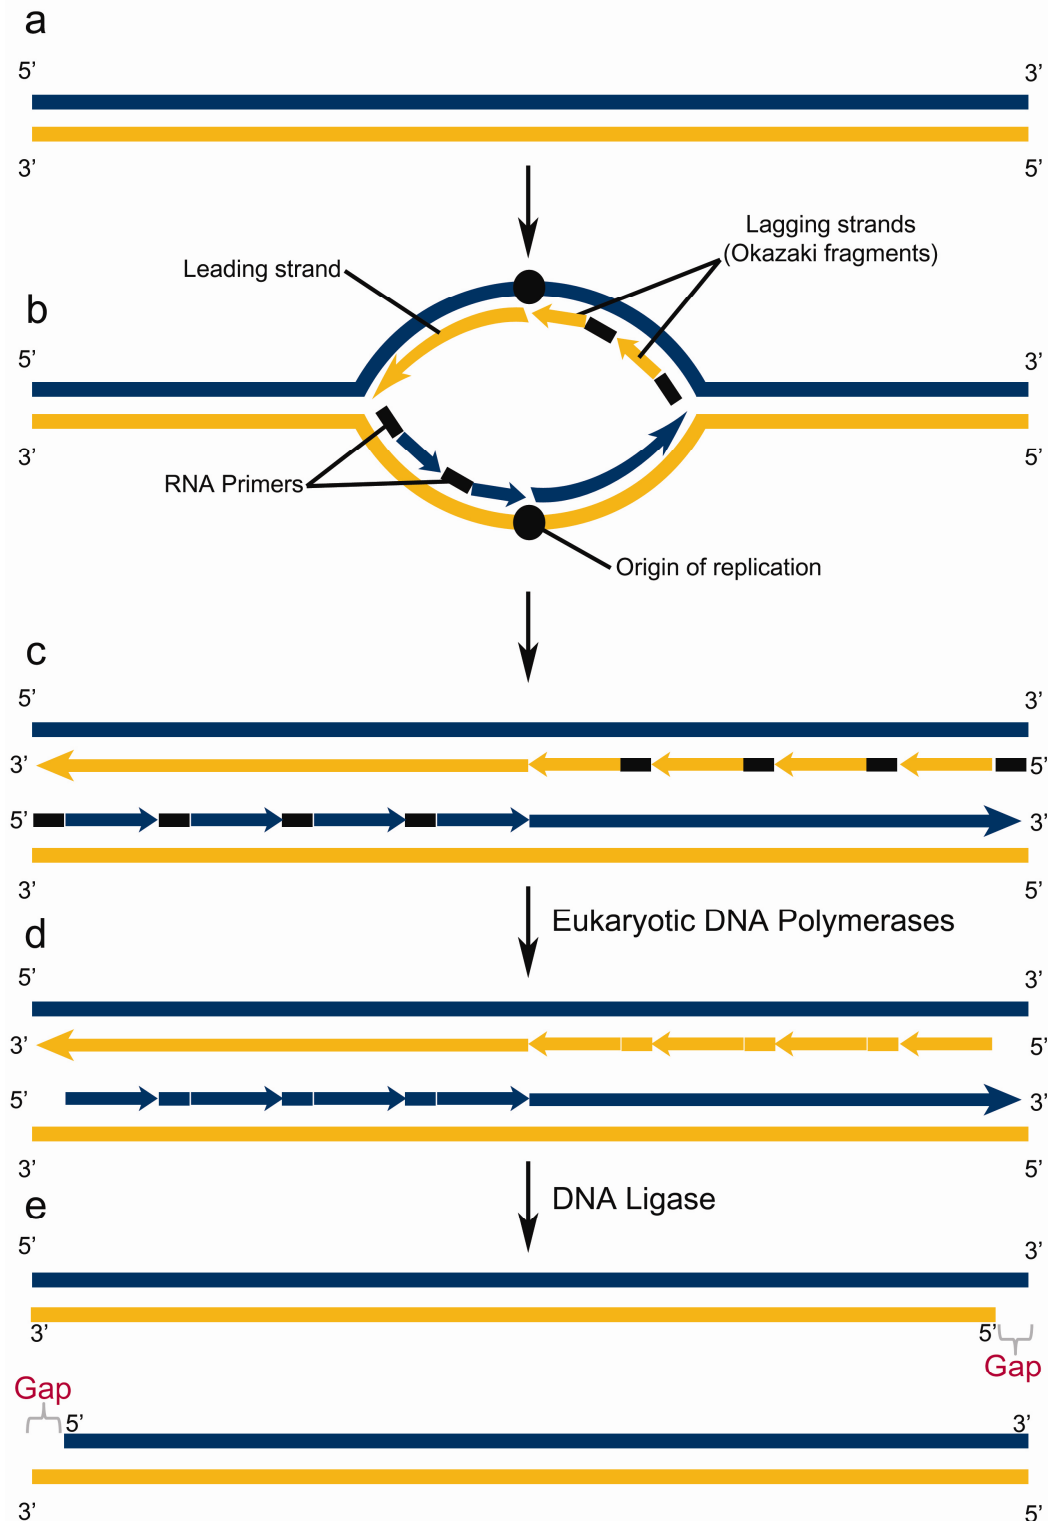 a
5’
3’
3’
5’
Lagging strands
(Okazaki fragments)
Leading strand
b
5’
3’
3’
5’
RNA Primers
Origin of replication
c
5’
3’
3’
5’
5’
3’
3’
5’
Eukaryotic DNA Polymerases
d
5’
3’
3’
5’
5’
3’
3’
5’
DNA Ligase
e
5’
3’
3’
5’
Gap
Gap
5’
3’
3’
5’